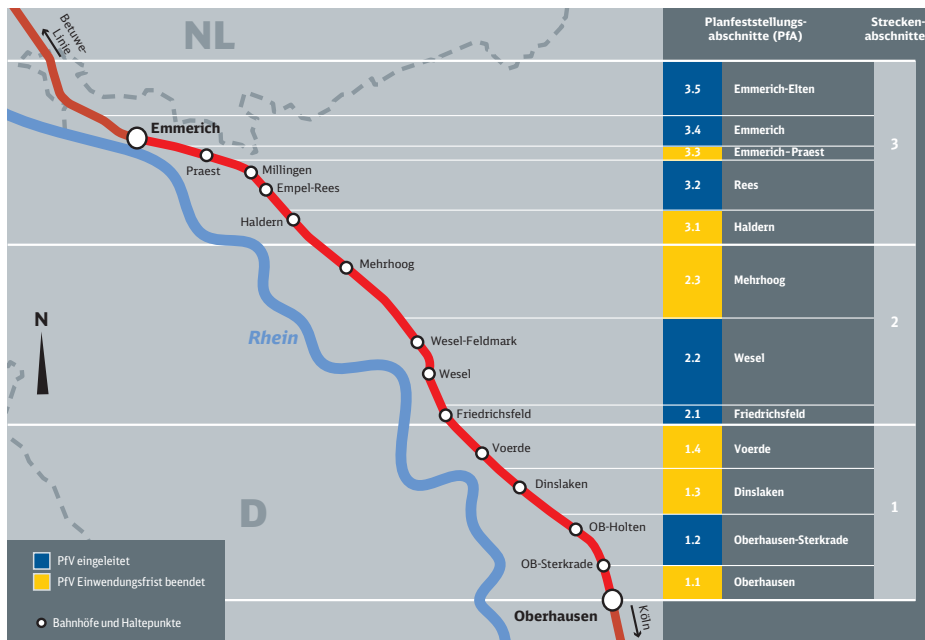 Betuwe-
Linie
NL
Planfeststellungs-
abschnitte (PfA)
Strecken-
abschnitte
Emmerich
Praest
Millingen
Empel-Rees
Haldern
Mehrhoog
N
Rhein
Wesel-Feldmark
Wesel
Friedrichsfeld
Voerde
Dinslaken
D
OB-Holten
OB-Sterkrade
Oberhausen
Köln
3.5 Emmerich-Elten
3.4 Emmerich
3.3 Emmerich-Praest
3.2 Rees
3.1 Haldern
3
2.3 Mehrhoog
2.2 Wesel
2.1 Friedrichsfeld
2
1.4 Voerde
1.3 Dinslaken
1.2 Oberhausen-Sterkrade
1.1 Oberhausen
1
PfV eingeleitet
PfV Einwendungsfrist beendet
Bahnhöfe und Haltepunkte